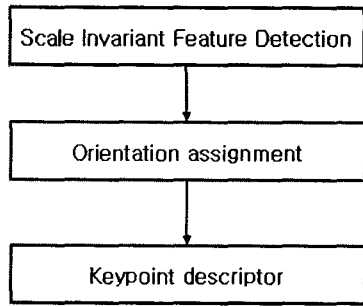 Scale Invariant Feature Detection
Orientation assignment
Keypoint descriptor